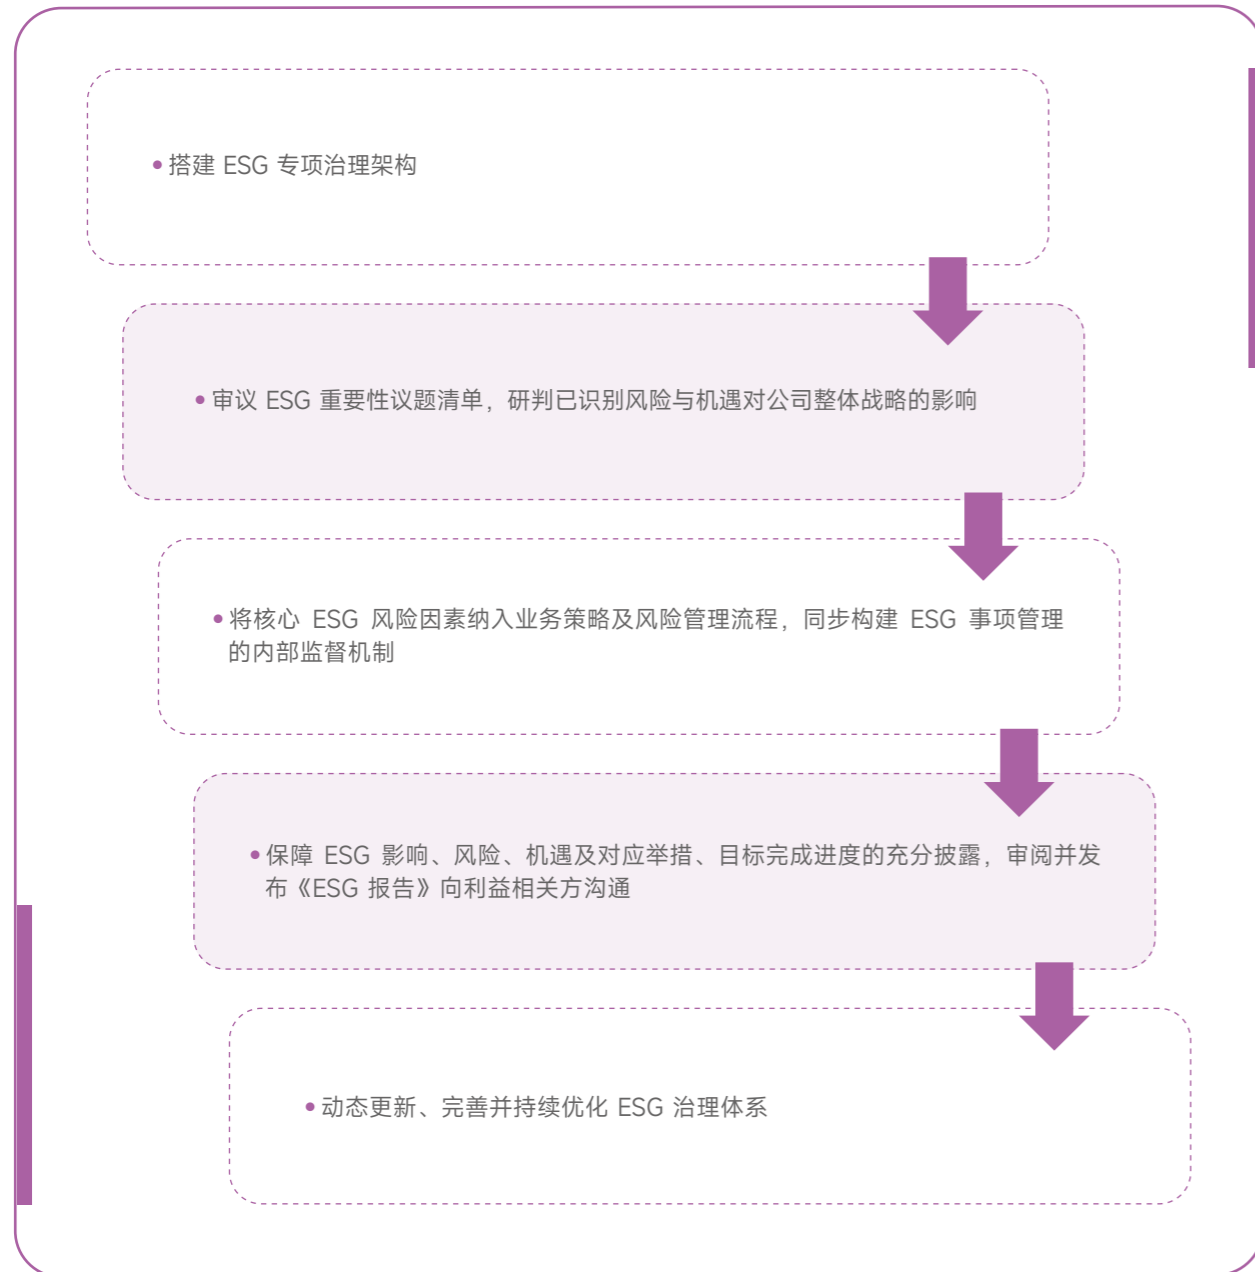 •搭建 ESG 专项治理架构
•审议 ESG 重要性议题清单，研判已识别风险与机遇对公司整体战略的影响
•将核心 ESG 风险因素纳入业务策略及风险管理流程，同步构建 ESG 事项管理
的内部监督机制
•保障 ESG 影响、风险、机遇及对应举措、目标完成进度的充分披露，审阅并发
布《ESG 报告》向利益相关方沟通
•动态更新、完善并持续优化 ESG 治理体系